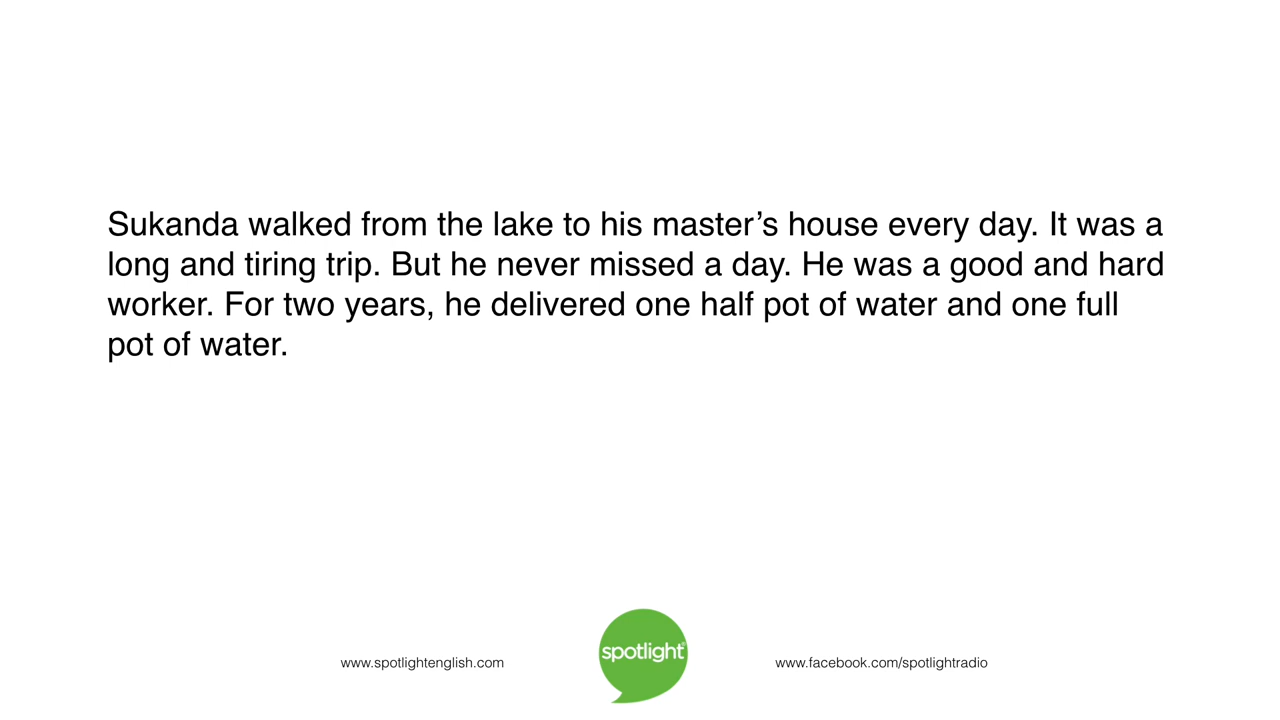 Sukanda walked from the lake to his master’s house every day. It was a
long and tiring trip. But he never missed a day. He was a good and hard
worker. For two years, he delivered one half pot of water and one full
pot of water.
www.spotlightenglish.com
spotlight®
www.facebook.com/spotlightradio